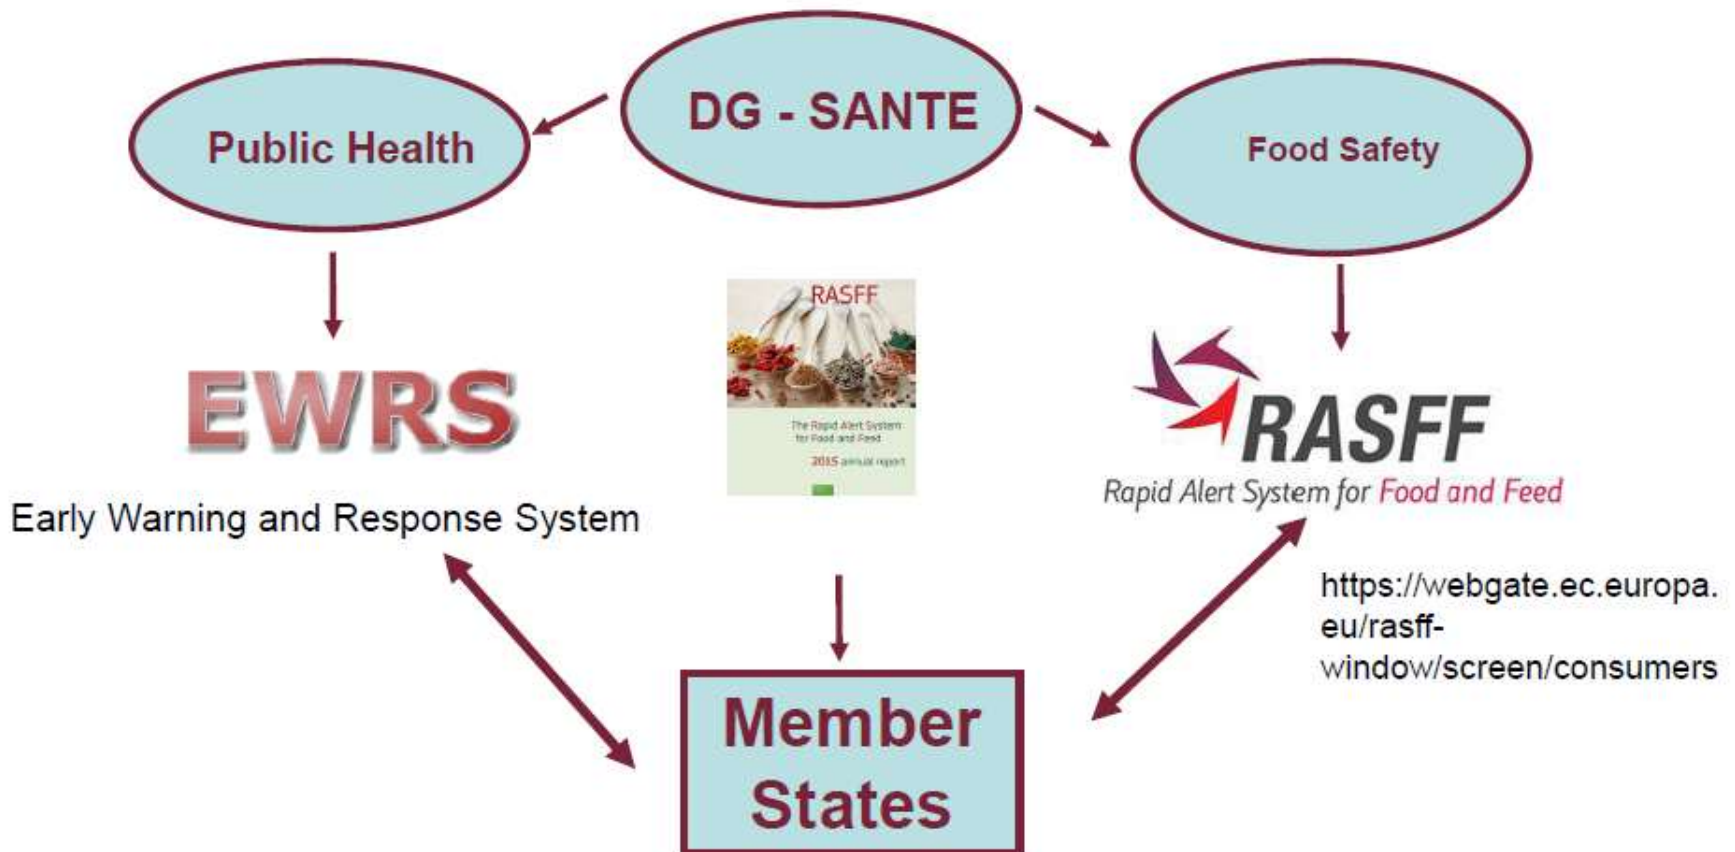 DG - SANTE
Public Health
Food Safety
RASFF
The Rapid Alert System
for Food and Feed
2015 annual report
EWRS
Early Warning and Response System
RASFF
Rapid Alert System for Food and Feed
https://webgate.ec.europa.
eu/rasff-
window/screen/consumers
Member
States